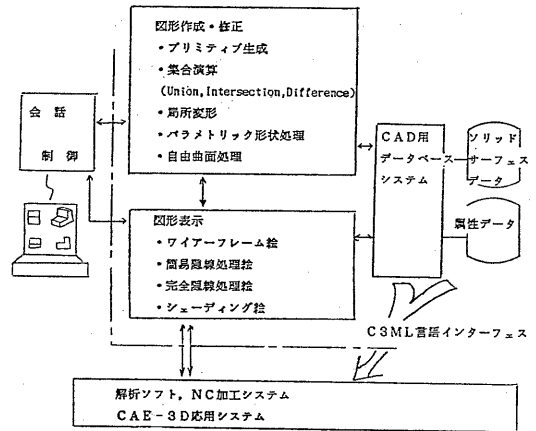 図形作成・修正
・プリミティブ生成
・集合演算
(Union,Intersection,Difference)
・局所変形
・パラメトリック形状処理
・自由曲面処理
会話
制御
CAD用
データベース
システム
ソリッド
サーフェス
データ
属性データ
図形表示
・ワイアーフレーム絵
・簡易隠線処理絵
・完全隠線処理絵
・シェーディング絵
C3ML言語インターフェス
解析ソフト，NC加工システム
CAE－3D応用システム